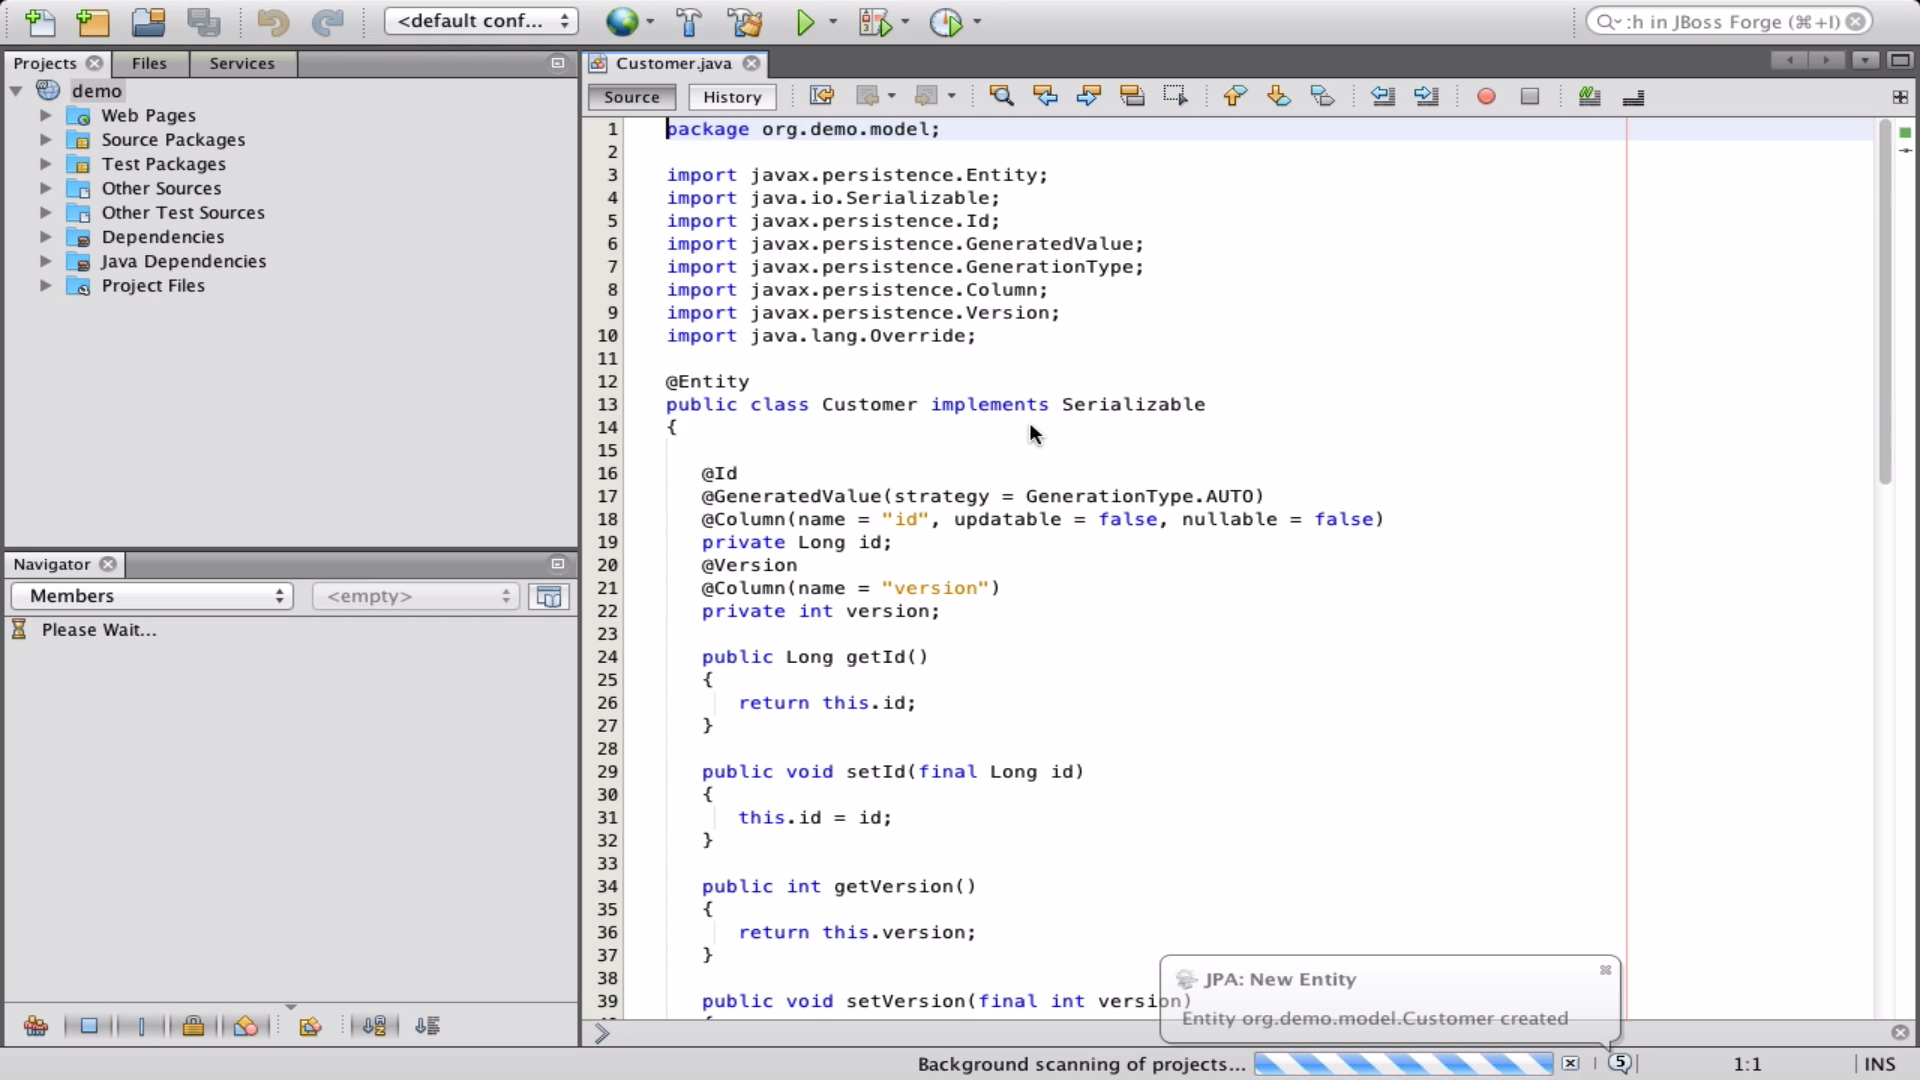 <default conf...
:h in JBoss Forge (⌘+I)
Projects
Files
Services
demo
Web Pages
Source Packages
Test Packages
Other Sources
Other Test Sources
Dependencies
Java Dependencies
Project Files
Navigator
Members
<empty>
Please Wait...
Customer.java
Source
History
1 package org.demo.model;
2
3 import javax.persistence.Entity;
4 import java.io.Serializable;
5 import javax.persistence.Id;
6 import javax.persistence.GeneratedValue;
7 import javax.persistence.GenerationType;
8 import javax.persistence.Column;
9 import javax.persistence.Version;
10 import java.lang.Override;
11
12 @Entity
13 public class Customer implements Serializable
14 {
15
16 @Id
17 @GeneratedValue(strategy = GenerationType.AUTO)
18 @Column(name = "id", updatable = false, nullable = false)
19 private Long id;
20 @Version
21 @Column(name = "version")
22 private int version;
23
24 public Long getId()
25 {
26 return this.id;
27 }
28
29 public void setId(final Long id)
30 {
31 this.id = id;
32 }
33
34 public int getVersion()
35 {
36 return this.version;
37 }
38
39 public void setVersion(final int version)
JPA: New Entity
Entity org.demo.model.Customer created
Background scanning of projects...
5
1:1
INS